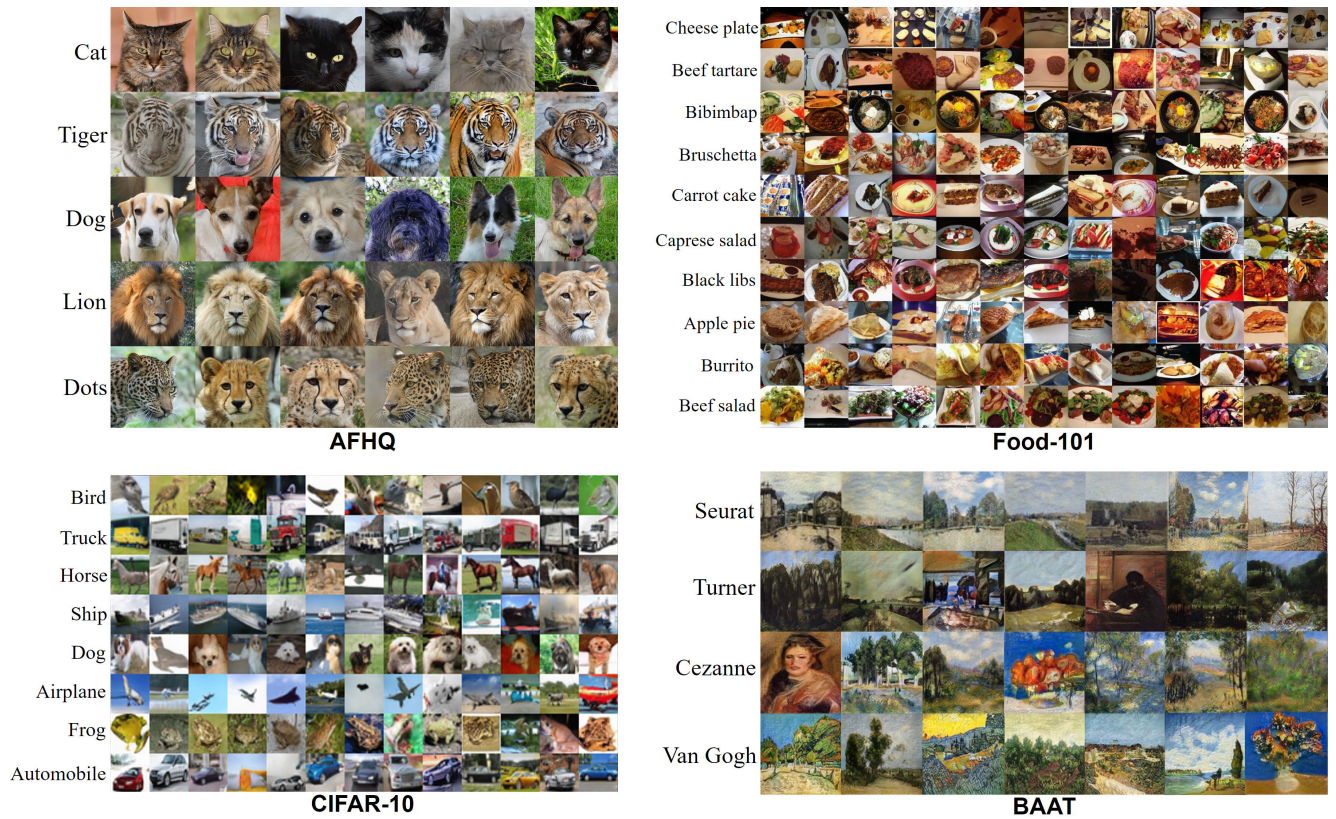 Cat
Tiger
Dog
Lion
Dots
AFHQ
Cheese plate
Beef tartare
Bibimbap
Bruschetta
Carrot cake
Caprese salad
Black libs
Apple pie
Burrito
Beef salad
Food-101
Bird
Truck
Horse
Ship
Dog
Airplane
Frog
Automobile
CIFAR-10
Seurat
Turner
Cezanne
Van Gogh
BAAT